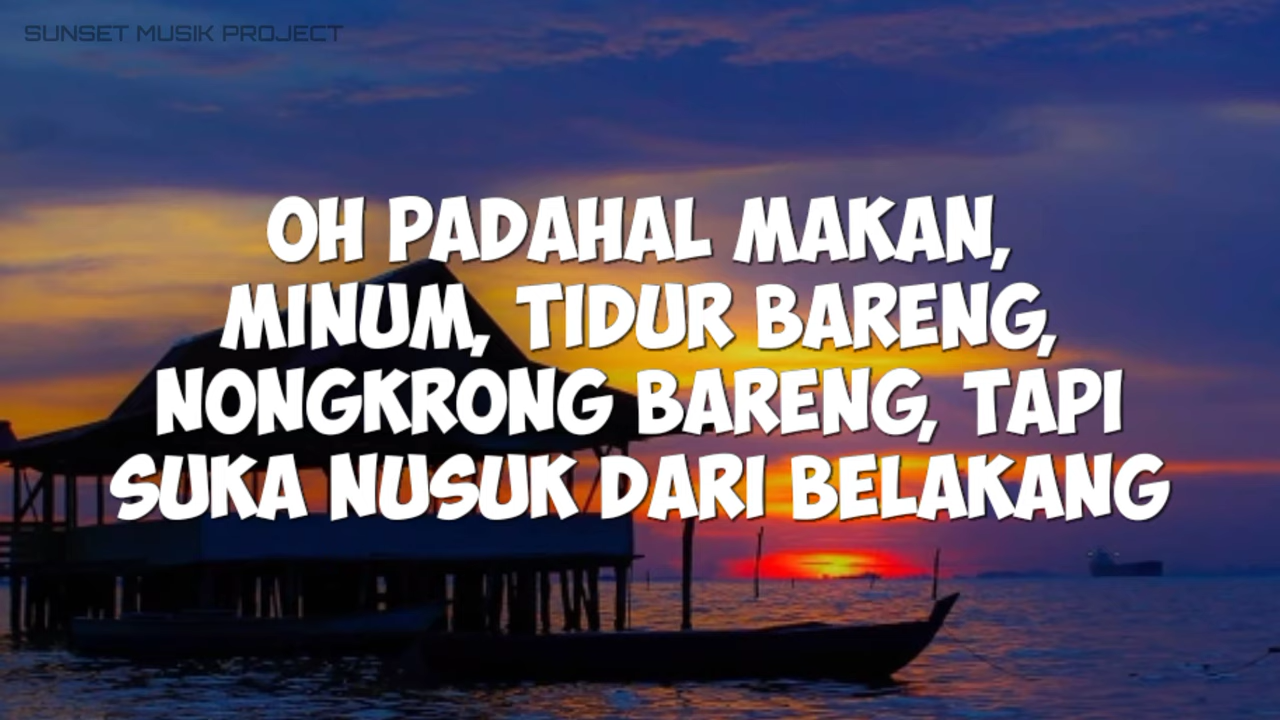 SUNSET MUSIK PROJECT
OH PADAHAL MAKAN,
MINUM, TIDUR BARENG,
NONGKRONG BARENG, TAPI
SUKA NUSUK DARI BELAKANG